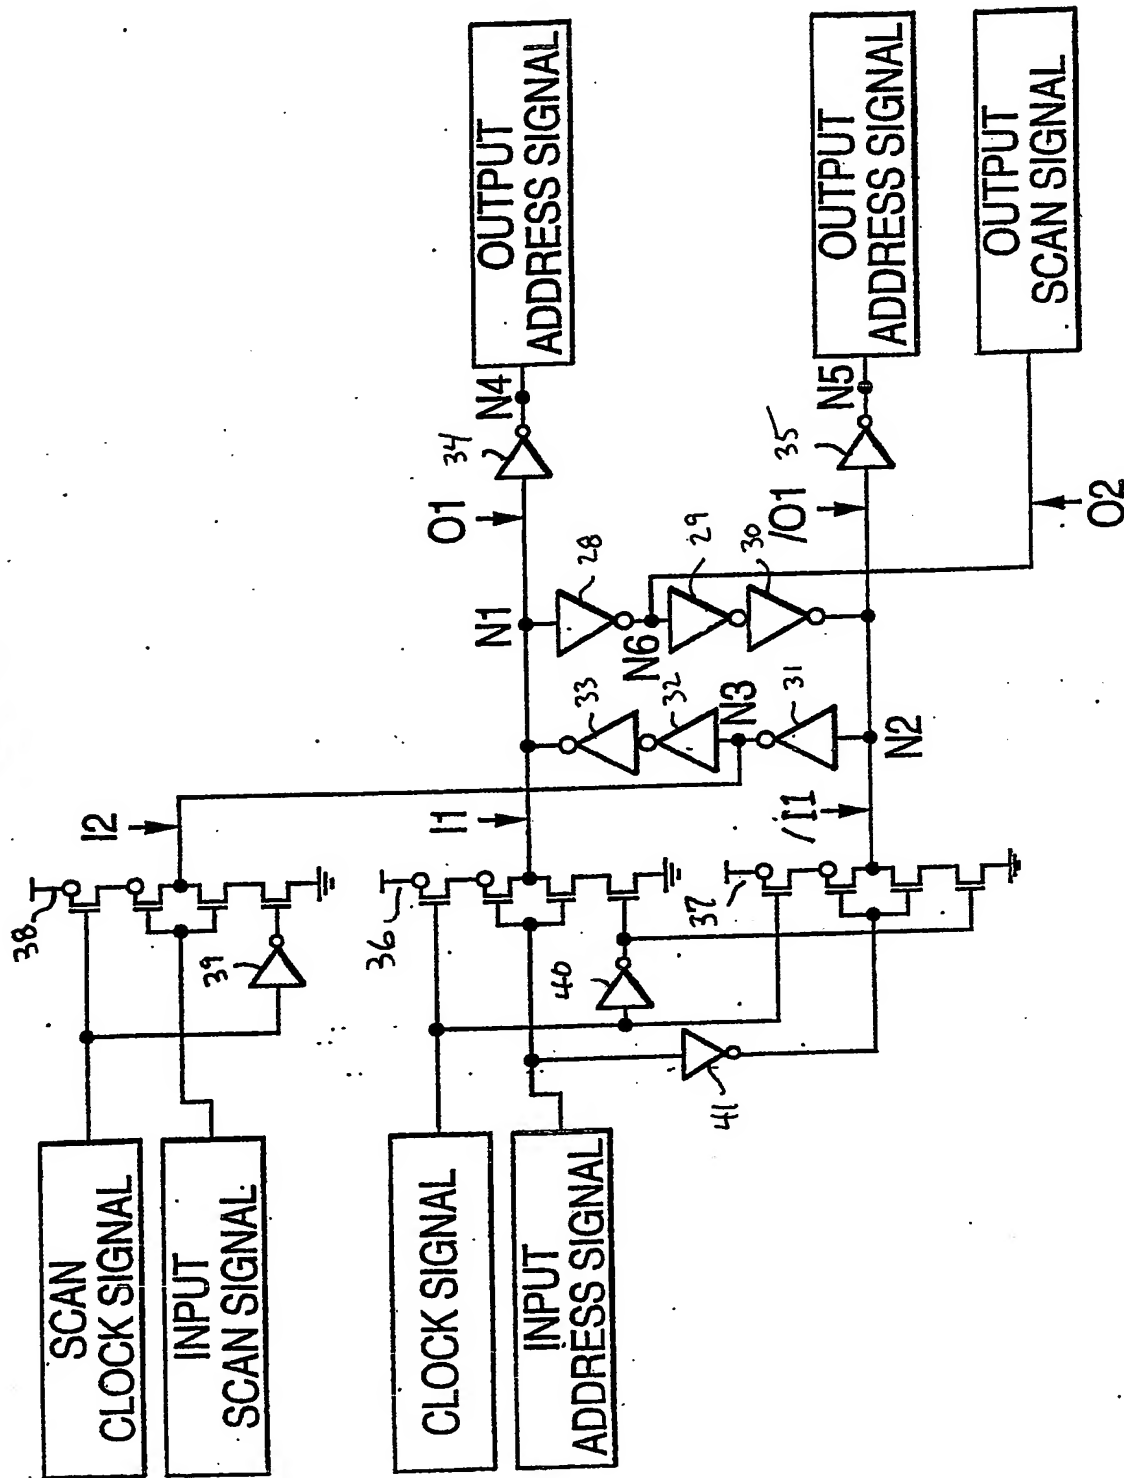 SCAN
CLOCK SIGNAL
INPUT
SCAN SIGNAL
CLOCK SIGNAL
INPUT
ADDRESS SIGNAL
38
39
I2
36
40
I1
37
41
/I1
33
32
N3
31
N2
N1
28
N6
29
30
O1
34
N4
/O1
35
N5
O2
OUTPUT
ADDRESS SIGNAL
OUTPUT
ADDRESS SIGNAL
OUTPUT
SCAN SIGNAL